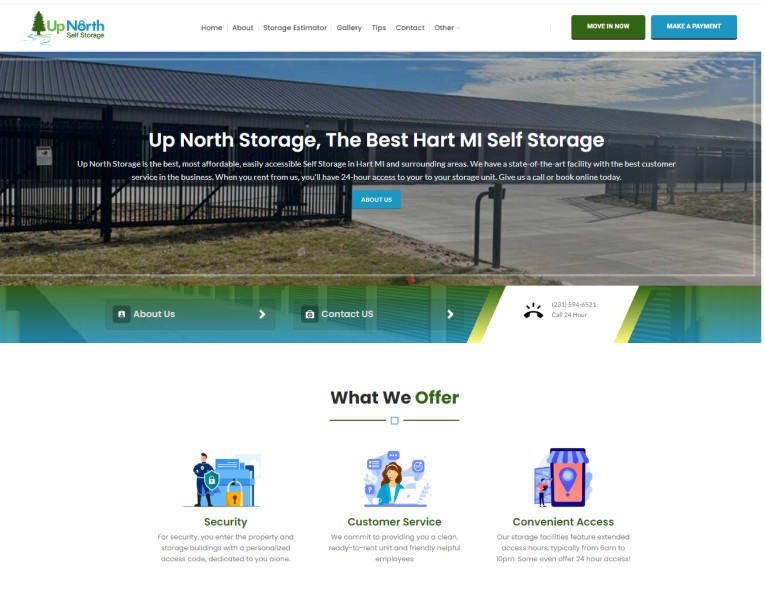 Up North
Self Storage
Home
About
Storage Estimator
Gallery
Tips
Contact
Other
MOVE IN NOW
MAKE A PAYMENT
Up North Storage, The Best Hart MI Self Storage
Up North Storage is the best, most affordable, easily accessible Self Storage in Hart MI and surrounding areas. We have a state-of-the-art facility with the best customer
service in the business. When you rent from us, you'll have 24-hour access to your to your storage unit. Give us a call or book online today.
ABOUT US
About Us
Contact US
(231) 594-6521
Call 24 Hour
What We Offer
Security
For security, you enter the property and
storage buildings with a personalized
access code, dedicated to you alone.
Customer Service
We commit to providing you a clean,
ready-to-rent unit and friendly helpful
employees
Convenient Access
Our storage facilities feature extended
access hours, typically from 6am to
10pm. Some even offer 24 hour access!